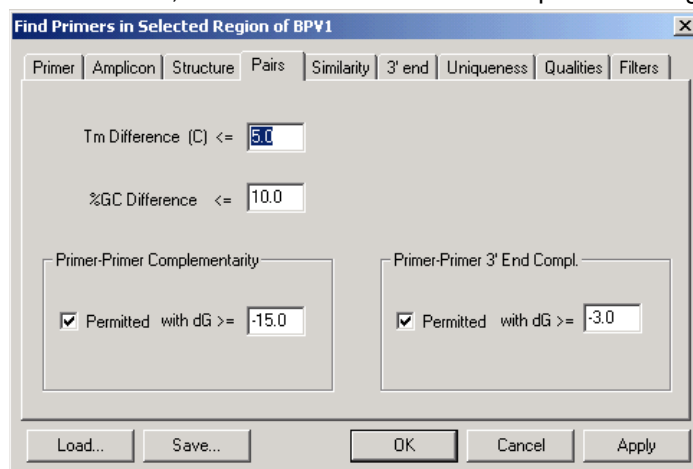 Find Primers in Selected Region of BPV1
Primer Amplicon Structure Pairs Similarity 3' end Uniqueness Qualities Filters
Tm Difference (C) <= 5.0
%GC Difference <= 10.0
Primer-Primer Complementarity
Permitted with dG >= -15.0
Primer-Primer 3' End Compl.
Permitted with dG >= -3.0
Load... Save... OK Cancel Apply